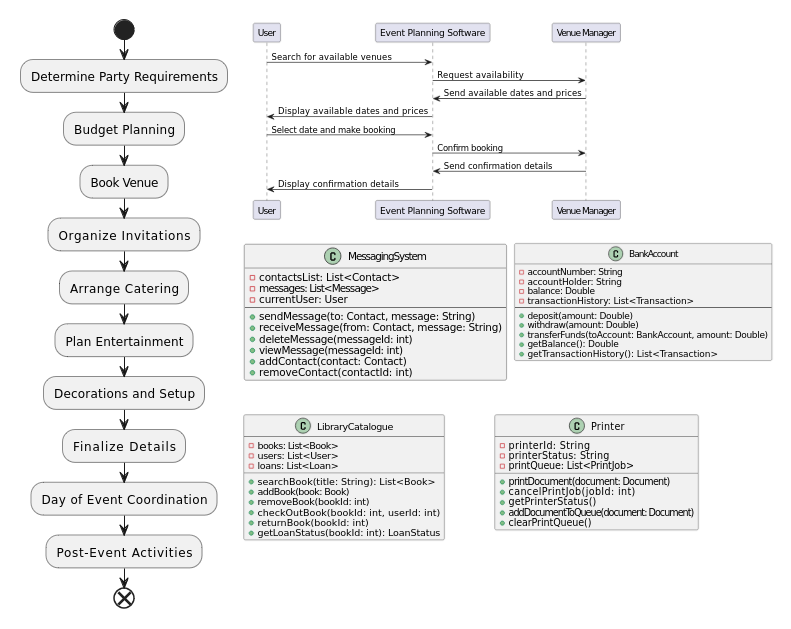 Determine Party Requirements
Budget Planning
Book Venue
Organize Invitations
Arrange Catering
Plan Entertainment
Decorations and Setup
Finalize Details
Day of Event Coordination
Post-Event Activities
User
Event Planning Software
Venue Manager
Search for available venues
Request availability
Send available dates and prices
Display available dates and prices
Select date and make booking
Confirm booking
Send confirmation details
Display confirmation details
User
Event Planning Software
Venue Manager
C MessagingSystem
contactsList: List<Contact>
messages: List<Message>
currentUser: User
sendMessage(to: Contact, message: String)
receiveMessage(from: Contact, message: String)
deleteMessage(messageId: int)
viewMessage(messageId: int)
addContact(contact: Contact)
removeContact(contactId: int)
C BankAccount
accountNumber: String
accountHolder: String
balance: Double
transactionHistory: List<Transaction>
deposit(amount: Double)
withdraw(amount: Double)
transferFunds(toAccount: BankAccount, amount: Double)
getBalance(): Double
getTransactionHistory(): List<Transaction>
C LibraryCatalogue
books: List<Book>
users: List<User>
loans: List<Loan>
searchBook(title: String): List<Book>
addBook(book: Book)
removeBook(bookId: int)
checkOutBook(bookId: int, userId: int)
returnBook(bookId: int)
getLoanStatus(bookId: int): LoanStatus
C Printer
printerId: String
printerStatus: String
printQueue: List<PrintJob>
printDocument(document: Document)
cancelPrintJob(jobId: int)
getPrinterStatus()
addDocumentToQueue(document: Document)
clearPrintQueue()